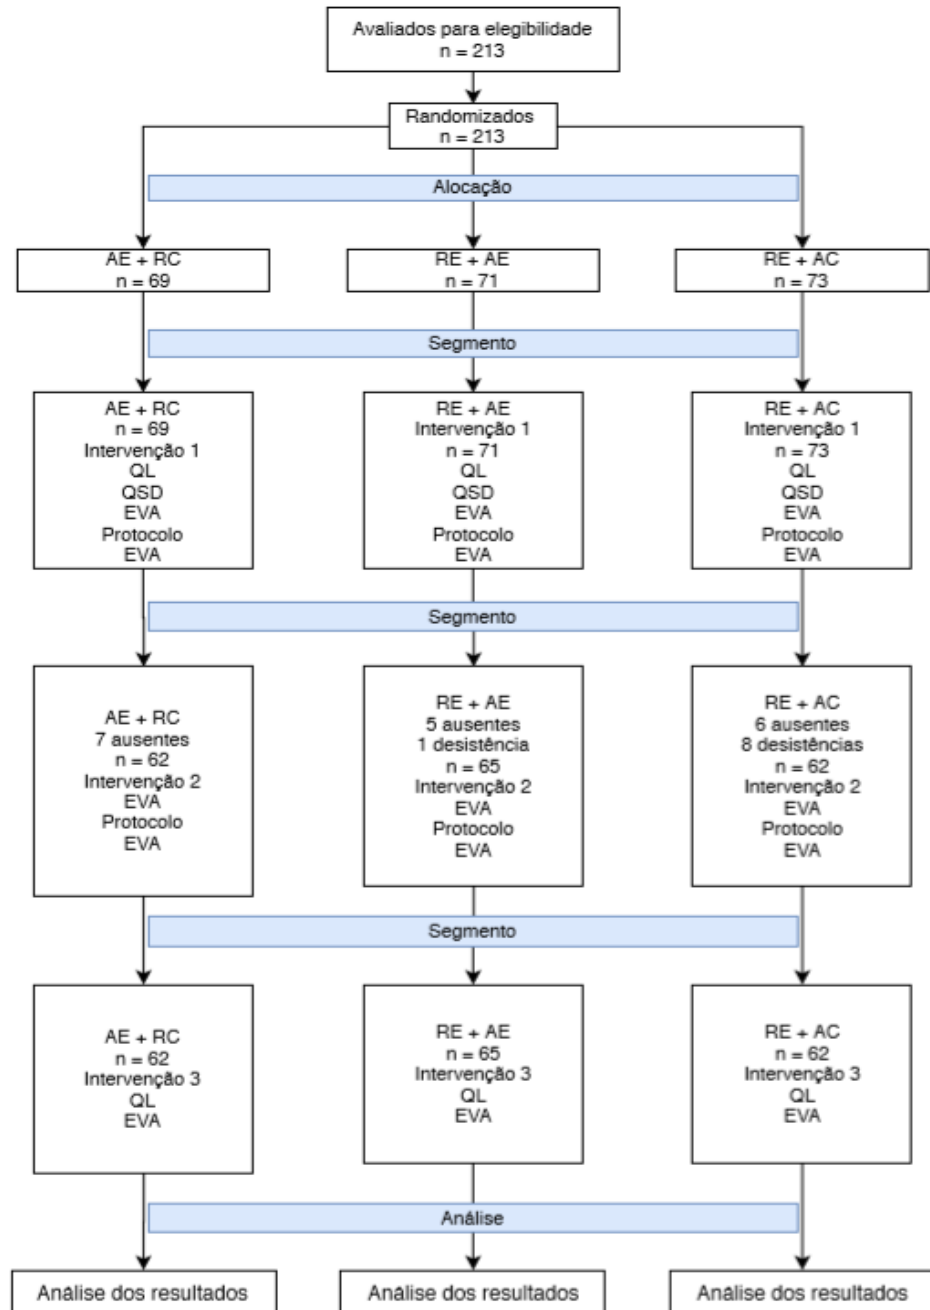 Avaliados para elegibilidade
n = 213
Randomizados
n = 213
Alocação
AE + RC
n = 69
RE + AE
n = 71
RE + AC
n = 73
Segmento
AE + RC
n = 69
Intervenção 1
QL
QSD
EVA
Protocolo
EVA
RE + AE
Intervenção 1
n = 71
QL
QSD
EVA
Protocolo
EVA
RE + AC
Intervenção 1
n = 73
QL
QSD
EVA
Protocolo
EVA
Segmento
AE + RC
7 ausentes
n = 62
Intervenção 2
EVA
Protocolo
EVA
RE + AE
5 ausentes
1 desistência
n = 65
Intervenção 2
EVA
Protocolo
EVA
RE + AC
6 ausentes
8 desistências
n = 62
Intervenção 2
EVA
Protocolo
EVA
Segmento
AE + RC
n = 62
Intervenção 3
QL
EVA
RE + AE
n = 65
Intervenção 3
QL
EVA
RE + AC
n = 62
Intervenção 3
QL
EVA
Análise
Análise dos resultados
Análise dos resultados
Análise dos resultados